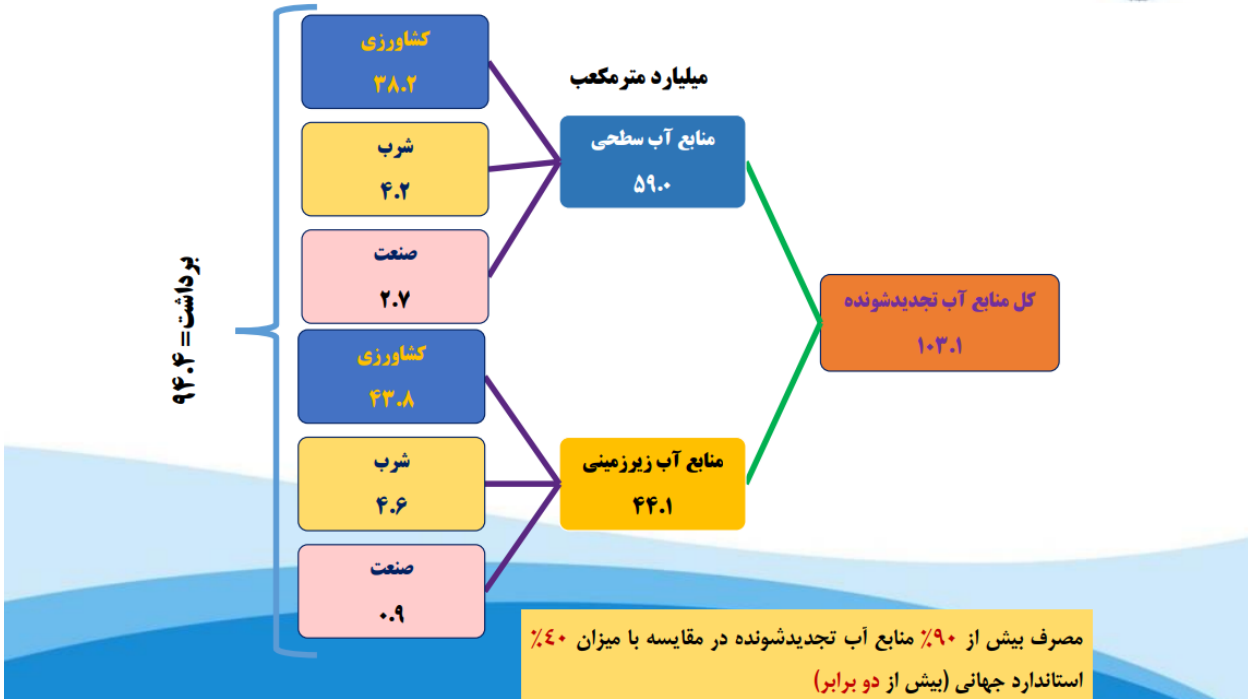 میلیارد مترمکعب
کل منابع آب تجدیدشونده
۱۰۳.۱
منابع آب سطحی
۵۹.۰
کشاورزی
۳۸.۲
شرب
۴.۲
صنعت
۲.۷
منابع آب زیرزمینی
۴۴.۱
کشاورزی
۴۳.۸
شرب
۴.۶
صنعت
۰.۹
برداشت= ۹۴.۴
مصرف بیش از ۹۰٪ منابع آب تجدیدشونده در مقایسه با میزان ٤٠٪
استاندارد جهانی (بیش از دو برابر)